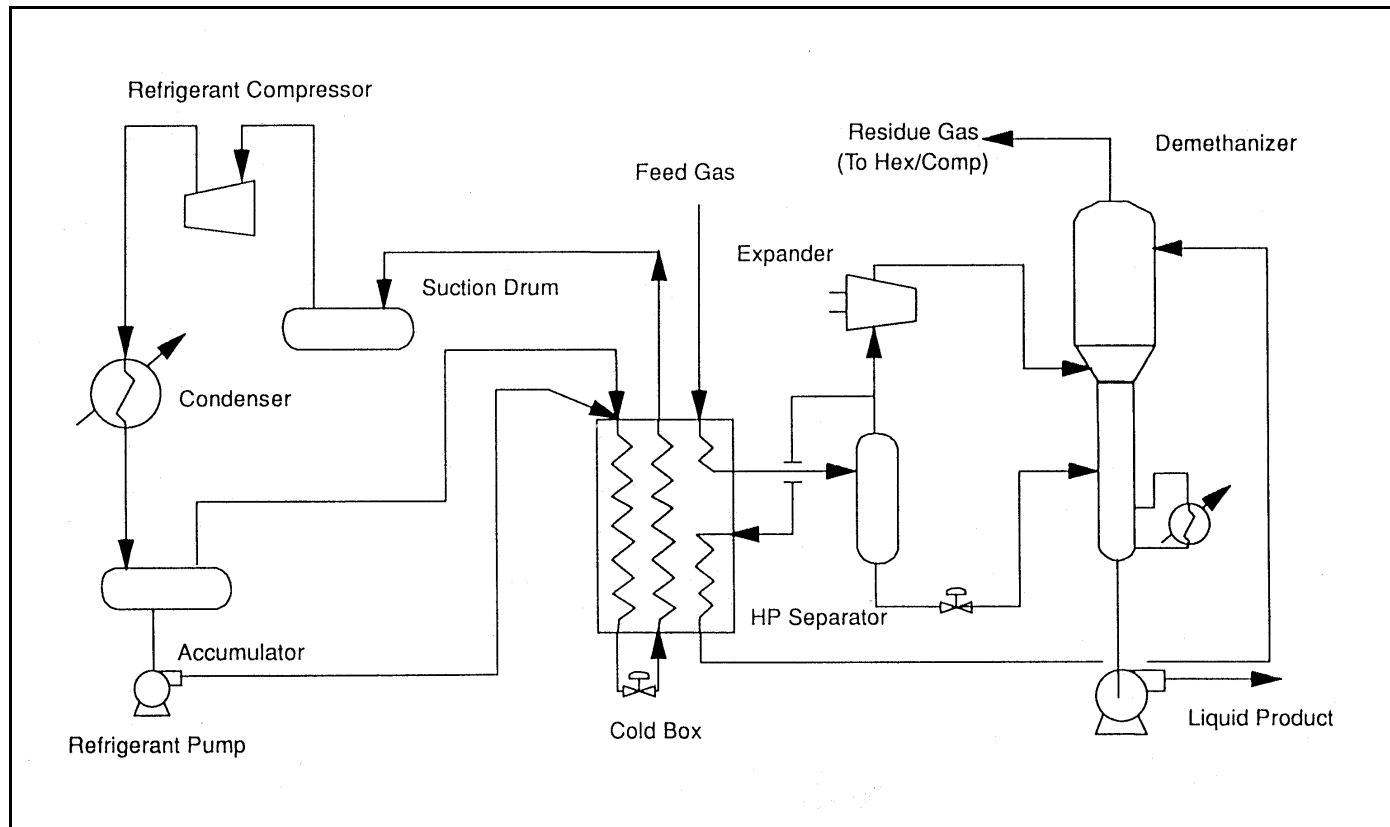 Refrigerant Compressor
Residue Gas
(To Hex/Comp)
Demethanizer
Feed Gas
Expander
Suction Drum
Condenser
HP Separator
Accumulator
Cold Box
Liquid Product
Refrigerant Pump